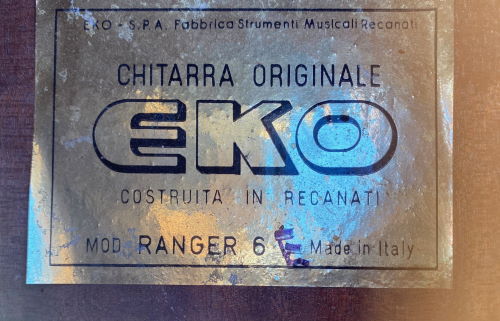 EKO - S.P.A. Fabbrica Strumenti Musicali Recanati
CHITARRA ORIGINALE
EKO
COSTRUITA IN RECANATI
MOD. RANGER 6 E Made in Italy